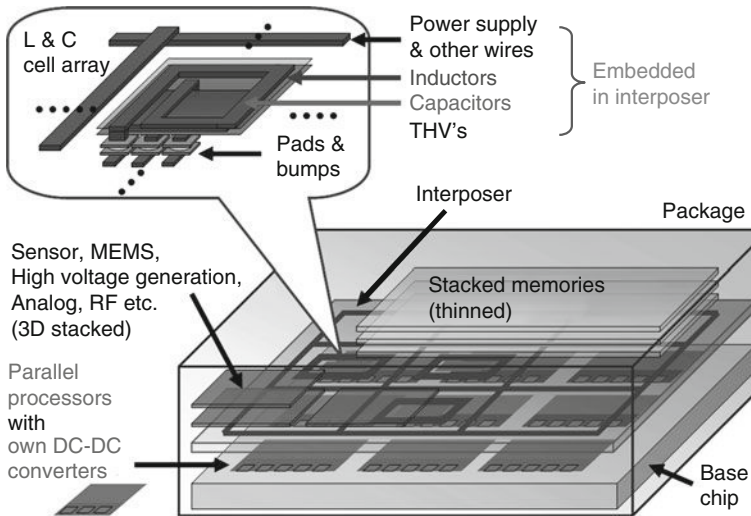 L & C
cell array
Power supply
& other wires
Inductors
Capacitors
THV's
Embedded
in interposer
Pads &
bumps
Interposer
Package
Sensor, MEMS,
High voltage generation,
Analog, RF etc.
(3D stacked)
Stacked memories
(thinned)
Parallel
processors
with
own DC-DC
converters
Base
chip